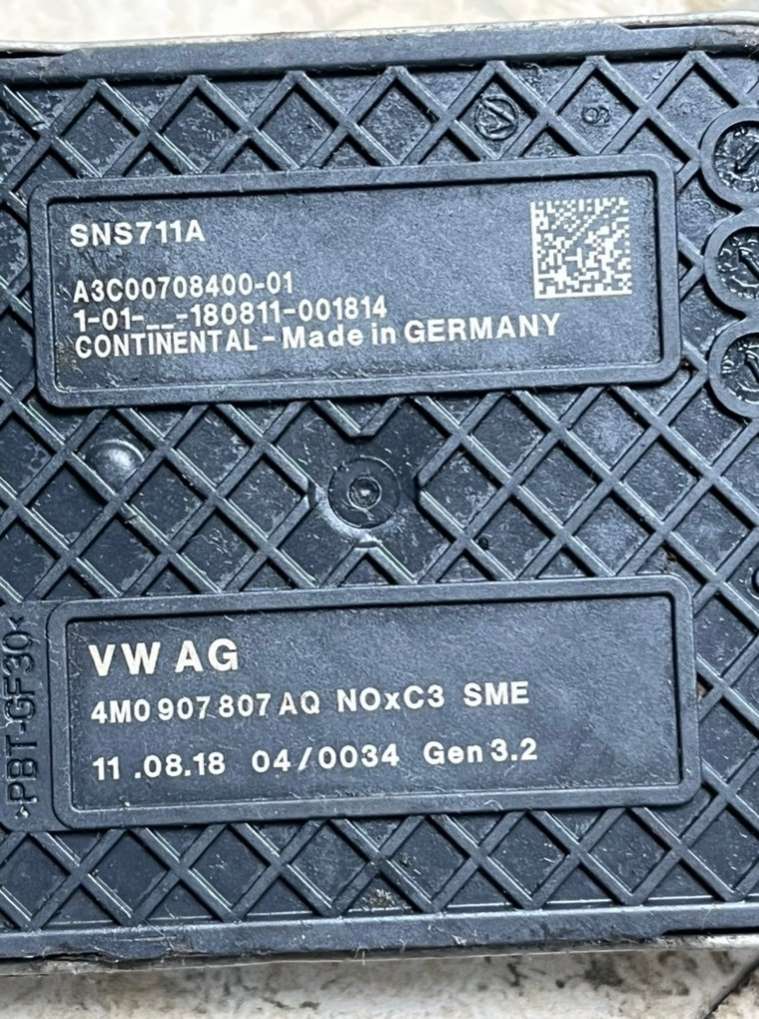 SNS711A
A3C00708400-01
1-01-__-180811-001814
CONTINENTAL - Made in GERMANY
VW AG
4M0 907 807 AQ NOxC3 SME
11 .08.18 04/0034 Gen 3.2
>PBT-GF30<